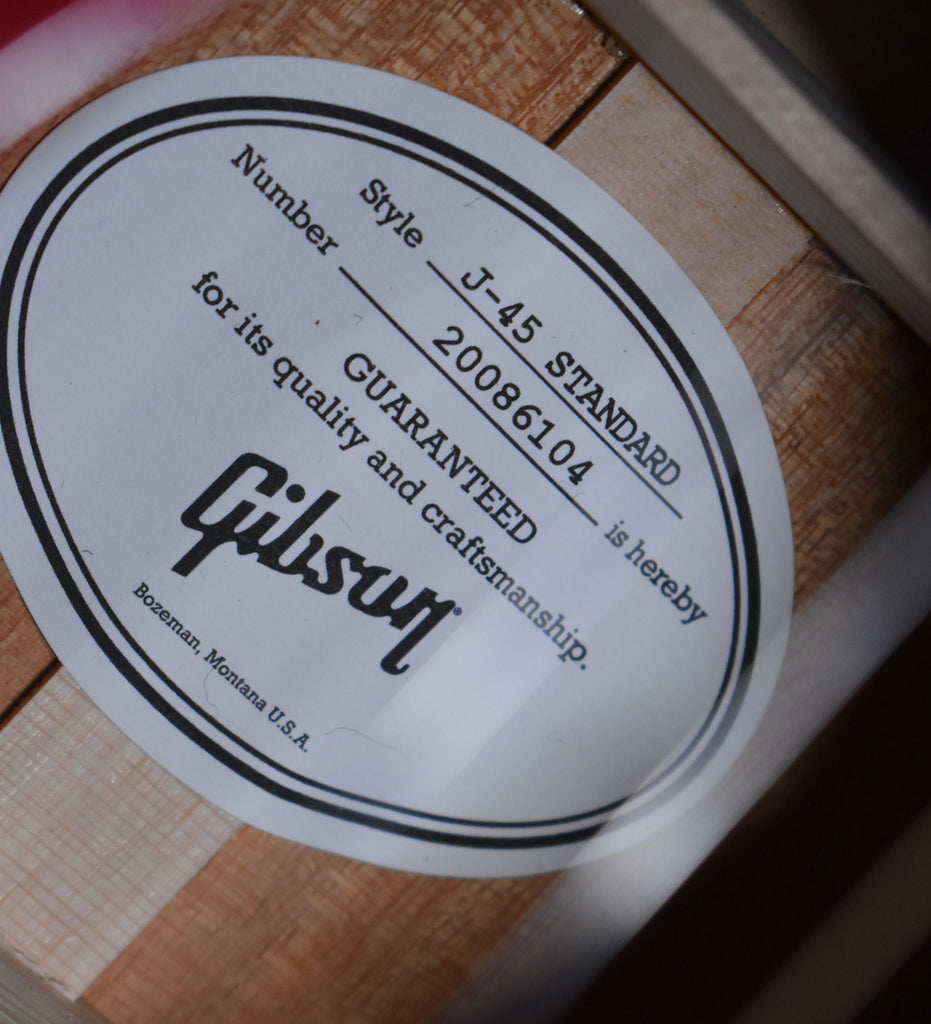 Style J-45 STANDARD
Number 20086104 is hereby
GUARANTEED
for its quality and craftsmanship.
Gibson®
Bozeman, Montana U.S.A.